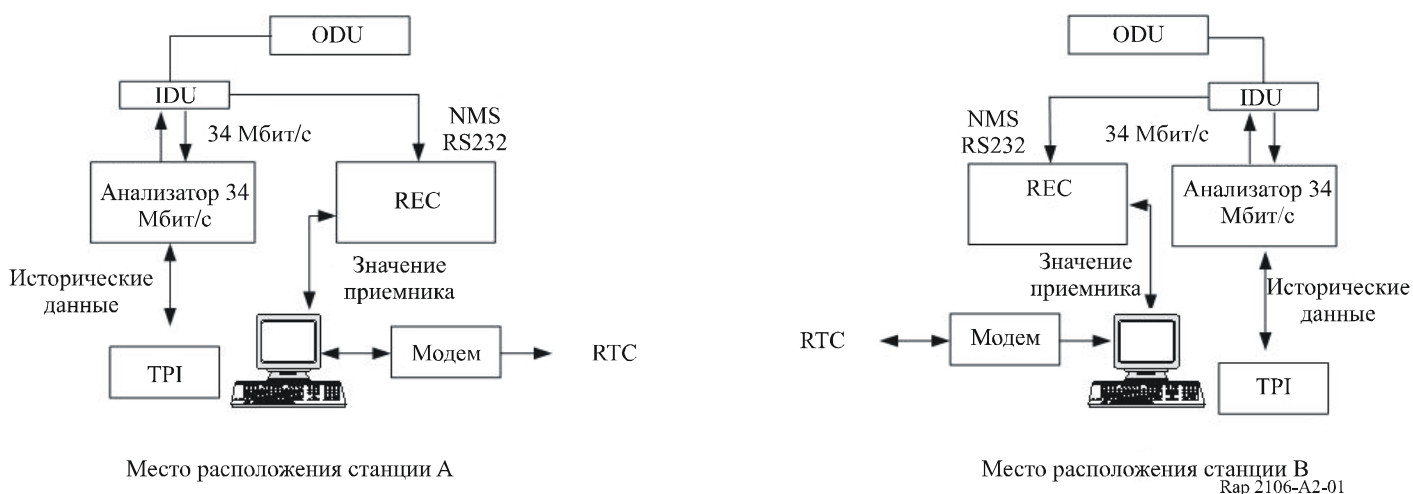 ODU
IDU
34 Мбит/с
NMS
RS232
Анализатор 34
Мбит/с
REC
Исторические
данные
Значение
приемника
TPI
Модем
RTC
Место расположения станции А
ODU
IDU
NMS
RS232
34 Мбит/с
REC
Анализатор 34
Мбит/с
Значение
приемника
Исторические
данные
RTC
Модем
TPI
Место расположения станции В
Rap 2106-A2-01